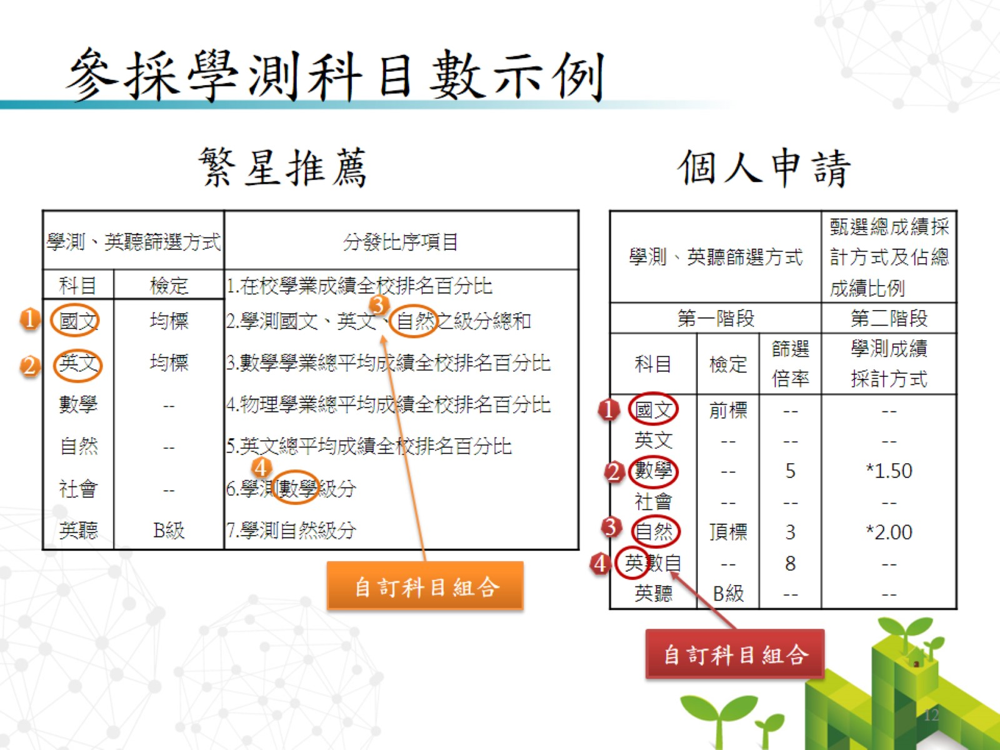 參採學測科目數示例
繁星推薦
學測、英聽篩選方式 分發比序項目
科目 檢定 1.在校學業成績全校排名百分比
3
1 國文 均標 2.學測國文、英文、自然之級分總和
2 英文 均標 3.數學學業總平均成績全校排名百分比
數學 -- 4.物理學業總平均成績全校排名百分比
自然 -- 5.英文總平均成績全校排名百分比
4
社會 -- 6.學測數學級分
英聽 B級 7.學測自然級分
自訂科目組合
個人申請
學測、英聽篩選方式
甄選總成績採
計方式及佔總
成績比例
第一階段 第二階段
科目 檢定
篩選
倍率
學測成績
採計方式
1 國文 前標 -- --
英文 -- -- --
2 數學 -- 5 *1.50
社會 -- -- --
3 自然 頂標 3 *2.00
4 英數自 -- 8 --
英聽 B級 -- --
自訂科目組合
12